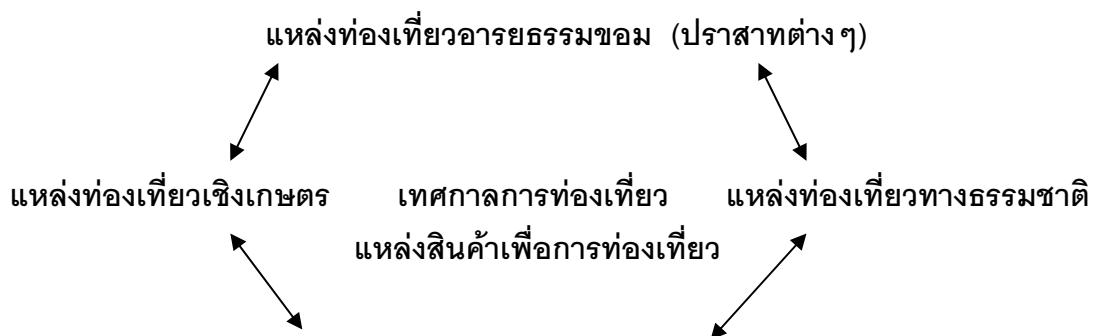 แหล่งท่องเที่ยวอารยธรรมขอม (ปราสาทต่างๆ)
แหล่งท่องเที่ยวเชิงเกษตร เทศกาลการท่องเที่ยว แหล่งท่องเที่ยวทางธรรมชาติ
แหล่งสินค้าเพื่อการท่องเที่ยว